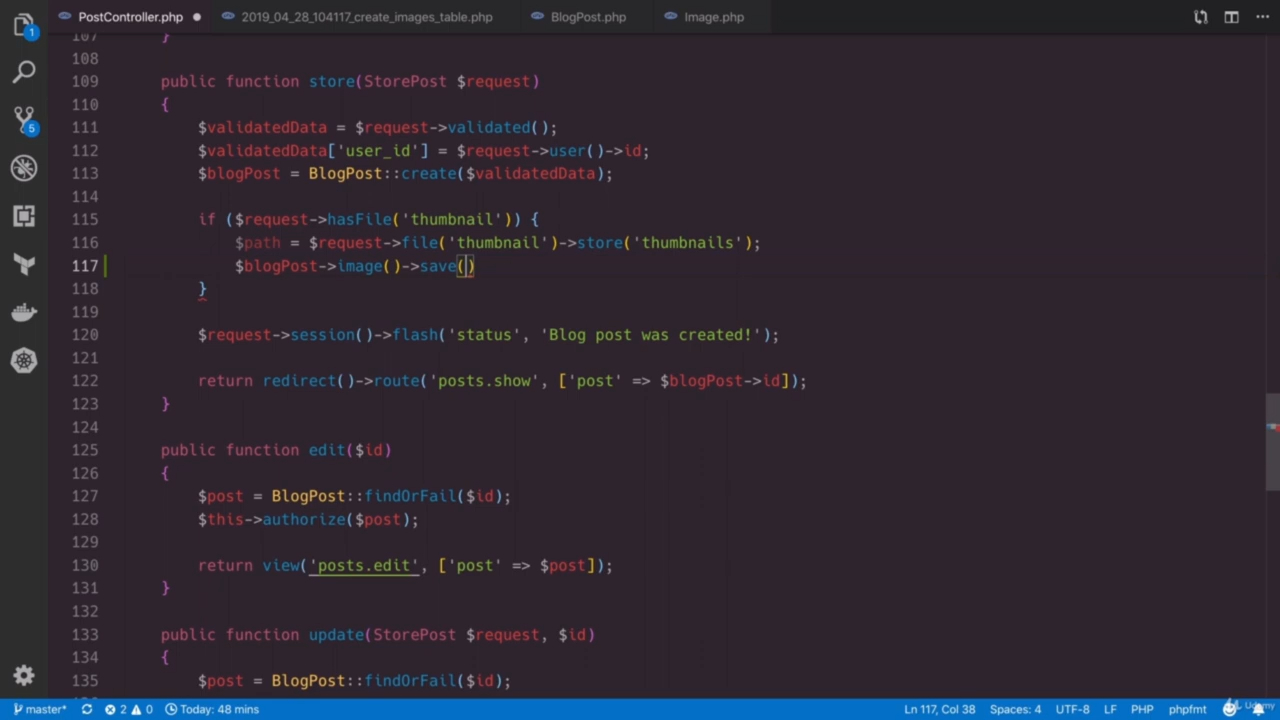 PostController.php 2019_04_28_104117_create_images_table.php BlogPost.php Image.php
107 }
108
109 public function store(StorePost $request)
110 {
111 $validatedData = $request->validated();
112 $validatedData['user_id'] = $request->user()->id;
113 $blogPost = BlogPost::create($validatedData);
114
115 if ($request->hasFile('thumbnail')) {
116 $path = $request->file('thumbnail')->store('thumbnails');
117 $blogPost->image()->save()
118 }
119
120 $request->session()->flash('status', 'Blog post was created!');
121
122 return redirect()->route('posts.show', ['post' => $blogPost->id]);
123 }
124
125 public function edit($id)
126 {
127 $post = BlogPost::findOrFail($id);
128 $this->authorize($post);
129
130 return view('posts.edit', ['post' => $post]);
131 }
132
133 public function update(StorePost $request, $id)
134 {
135 $post = BlogPost::findOrFail($id);
1
5
master* 2 0 Today: 48 mins Ln 117, Col 38 Spaces: 4 UTF-8 LF PHP phpfmt
Udemy